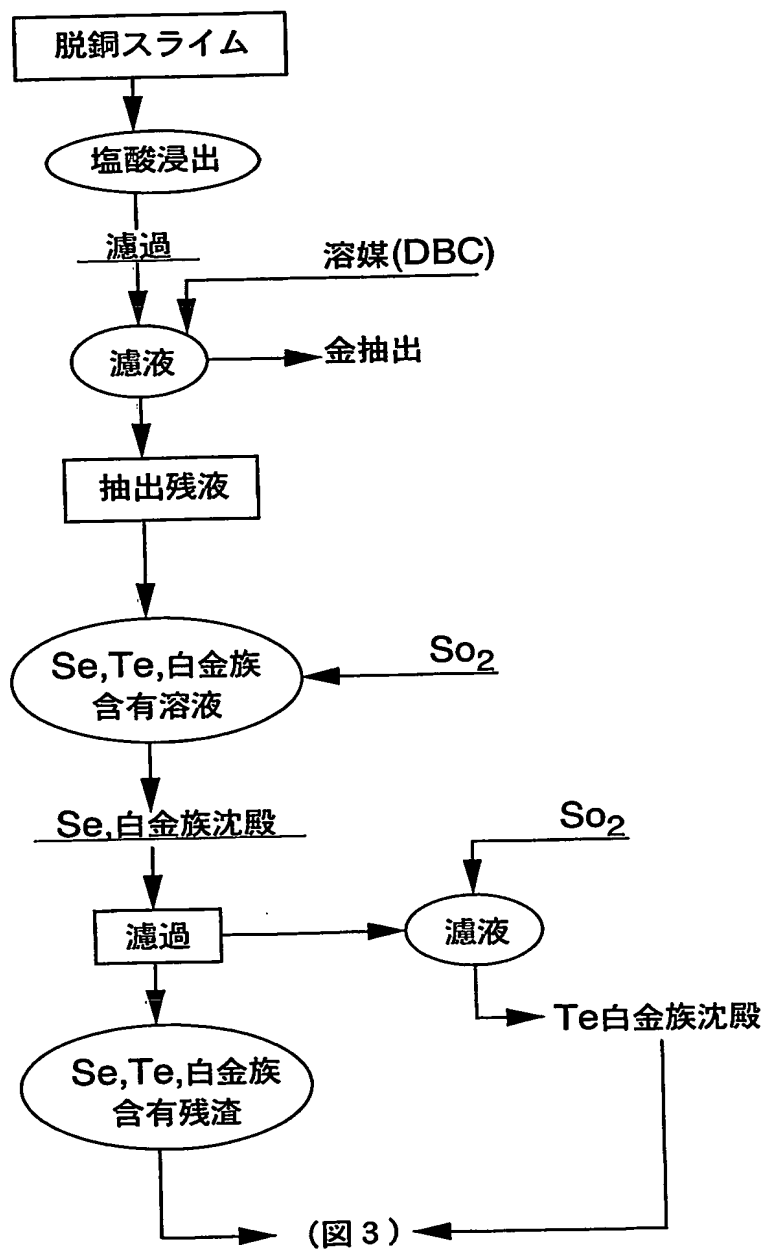 脱銅スライム
塩酸浸出
濾過
溶媒(DBC)
濾液
金抽出
抽出残液
Se,Te,白金族
含有溶液
So2
Se,白金族沈殿
So2
濾過
濾液
Te白金族沈殿
Se,Te,白金族
含有残渣
(図3)